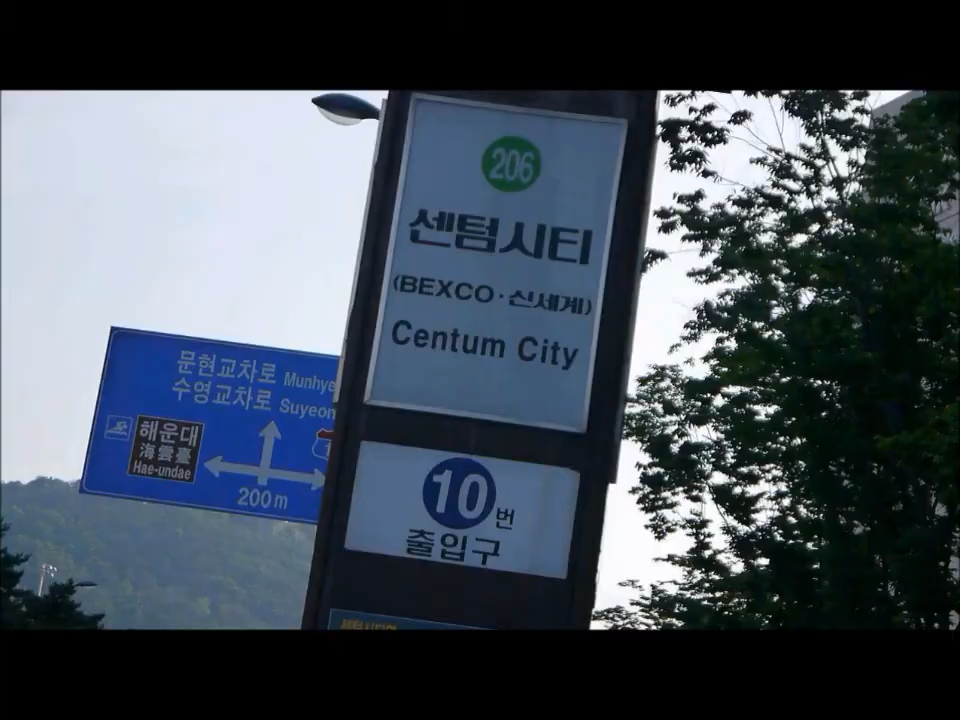 206
센텀시티
(BEXCO·신세계)
Centum City
10번
출입구
문현교차로
수영교차로 Suyeon
해운대
海雲臺
Hae-undae
200m